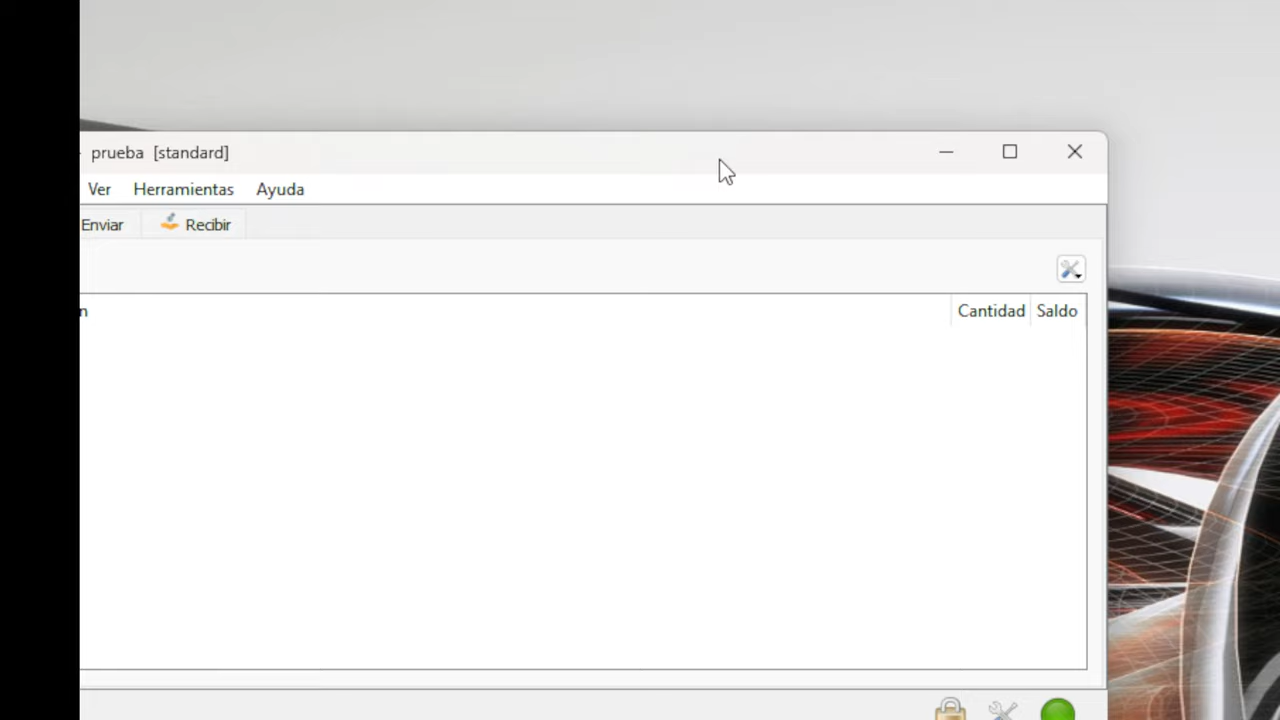 prueba [standard]
Ver Herramientas Ayuda
Enviar Recibir
n Cantidad Saldo